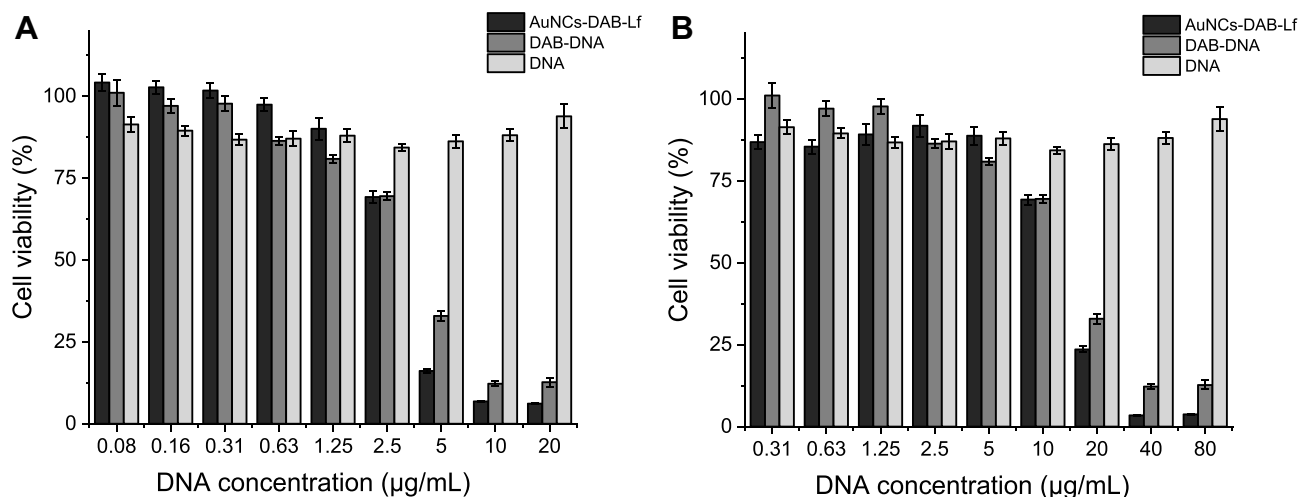 A
AuNCs-DAB-Lf
DAB-DNA
DNA
Cell viability (%)
100
75
50
25
0
0.08 0.16 0.31 0.63 1.25 2.5 5 10 20
DNA concentration (µg/mL)
B
AuNCs-DAB-Lf
DAB-DNA
DNA
Cell viability (%)
100
75
50
25
0
0.31 0.63 1.25 2.5 5 10 20 40 80
DNA concentration (µg/mL)